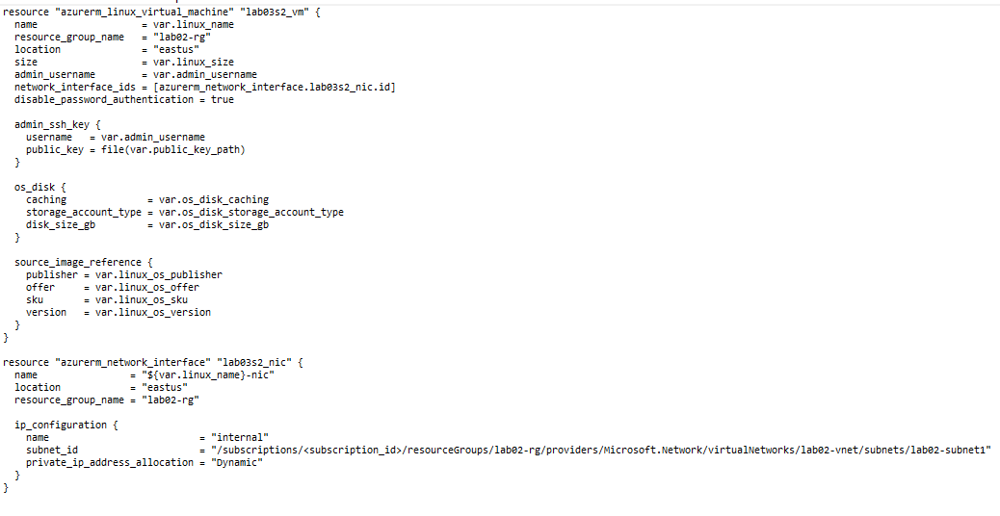 resource "azurerm_linux_virtual_machine" "lab03s2_vm" {
  name                  = var.linux_name
  resource_group_name   = "lab02-rg"
  location              = "eastus"
  size                  = var.linux_size
  admin_username        = var.admin_username
  network_interface_ids = [azurerm_network_interface.lab03s2_nic.id]
  disable_password_authentication = true

  admin_ssh_key {
    username   = var.admin_username
    public_key = file(var.public_key_path)
  }

  os_disk {
    caching              = var.os_disk_caching
    storage_account_type = var.os_disk_storage_account_type
    disk_size_gb         = var.os_disk_size_gb
  }

  source_image_reference {
    publisher = var.linux_os_publisher
    offer     = var.linux_os_offer
    sku       = var.linux_os_sku
    version   = var.linux_os_version
  }
}

resource "azurerm_network_interface" "lab03s2_nic" {
  name                = "${var.linux_name}-nic"
  location            = "eastus"
  resource_group_name = "lab02-rg"

  ip_configuration {
    name                          = "internal"
    subnet_id                     = "/subscriptions/<subscription_id>/resourceGroups/lab02-rg/providers/Microsoft.Network/virtualNetworks/lab02-vnet/subnets/lab02-subnet1"
    private_ip_address_allocation = "Dynamic"
  }
}